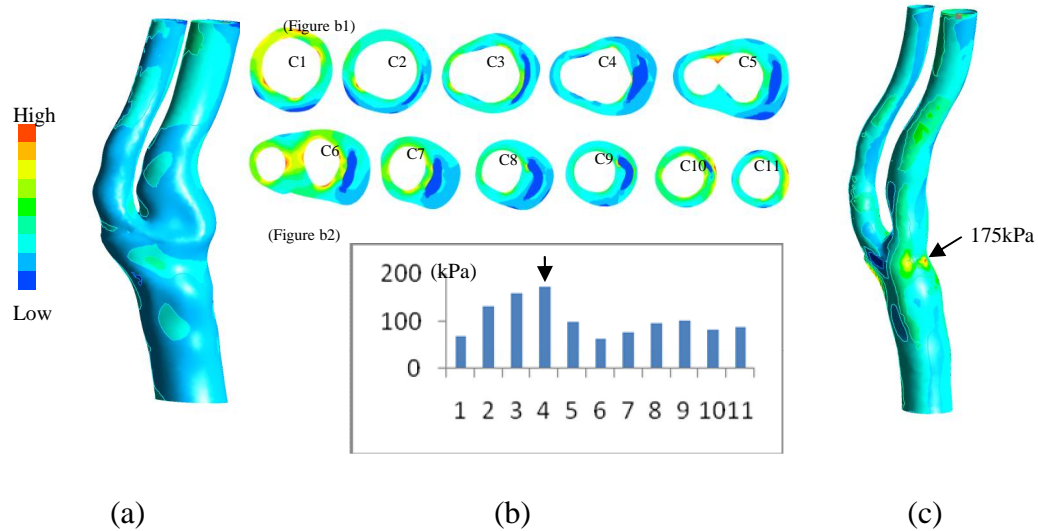 High
Low
(Figure b1)
C1
C2
C3
C4
C5
C6
C7
C8
C9
C10
C11
(Figure b2)
(kPa)
200
100
0
1 2 3 4 5 6 7 8 9 10 11
175kPa
(a)
(b)
(c)